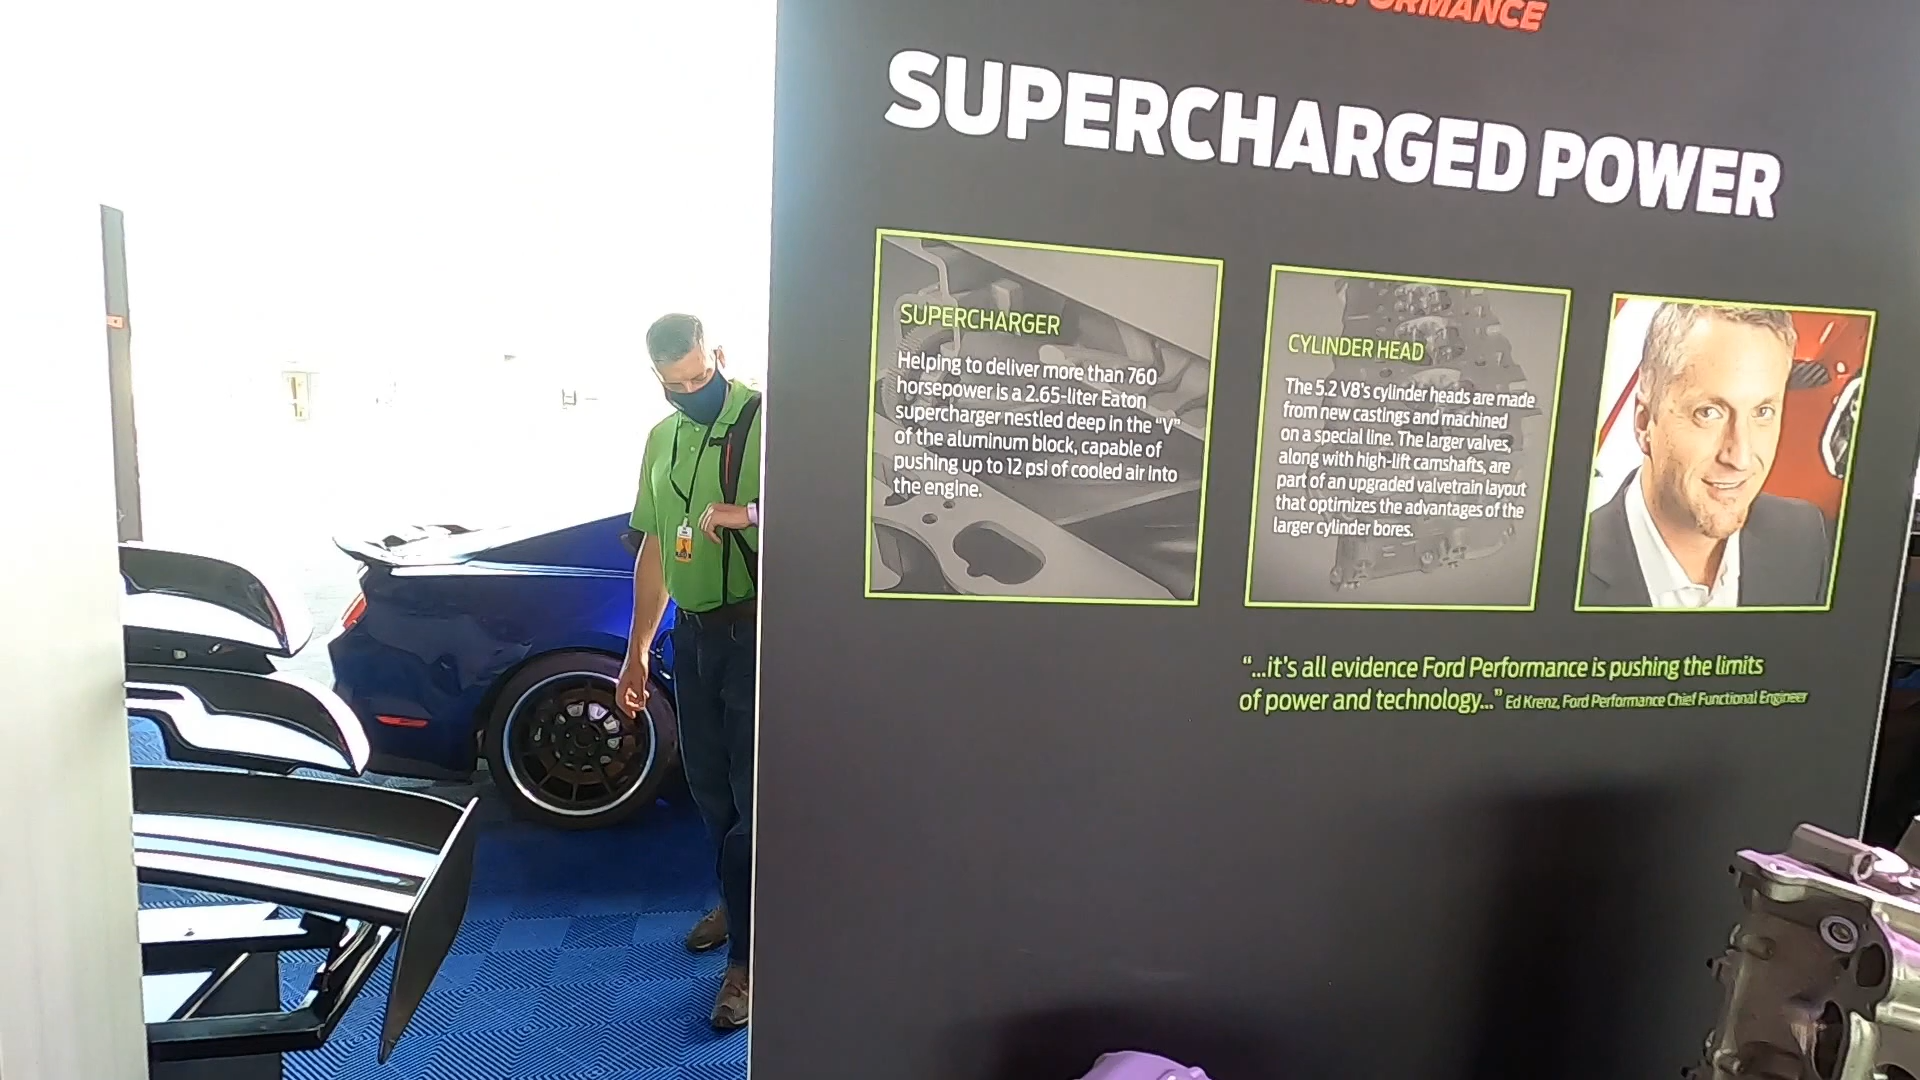 PERFORMANCE
SUPERCHARGED POWER
SUPERCHARGER
Helping to deliver more than 760
horsepower is a 2.65-liter Eaton
supercharger nestled deep in the “V”
of the aluminum block, capable of
pushing up to 12 psi of cooled air into
the engine.
CYLINDER HEAD
The 5.2 V8's cylinder heads are made
from new castings and machined
on a special line. The larger valves,
along with high-lift camshafts, are
part of an upgraded valvetrain layout
that optimizes the advantages of the
larger cylinder bores.
“...it's all evidence Ford Performance is pushing the limits
of power and technology...” Ed Krenz, Ford Performance Chief Functional Engineer